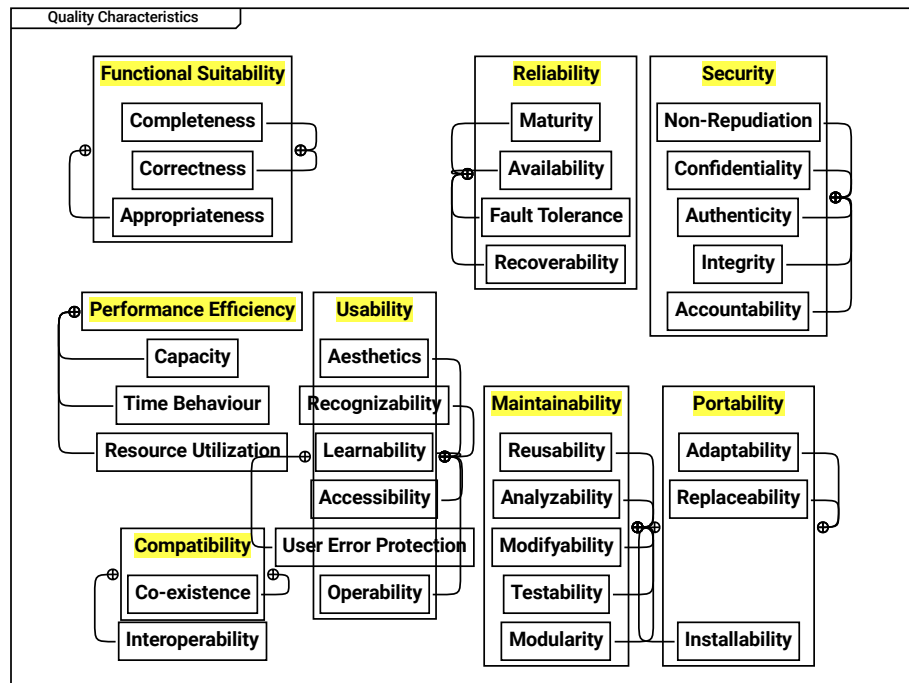 Quality Characteristics
Functional Suitability
Completeness
Correctness
Appropriateness
Reliability
Maturity
Availability
Fault Tolerance
Recoverability
Security
Non-Repudiation
Confidentiality
Authenticity
Integrity
Accountability
Performance Efficiency
Capacity
Time Behaviour
Resource Utilization
Usability
Aesthetics
Recognizability
Learnability
Accessibility
User Error Protection
Operability
Compatibility
Co-existence
Interoperability
Maintainability
Reusability
Analyzability
Modifyability
Testability
Modularity
Portability
Adaptability
Replaceability
Installability